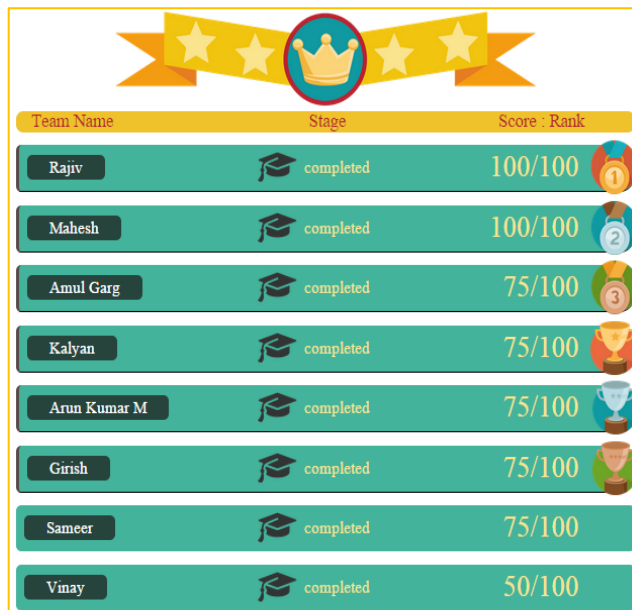 Team Name Stage Score : Rank
Rajiv completed 100/100 1
Mahesh completed 100/100 2
Amul Garg completed 75/100 3
Kalyan completed 75/100
Arun Kumar M completed 75/100
Girish completed 75/100
Sameer completed 75/100
Vinay completed 50/100